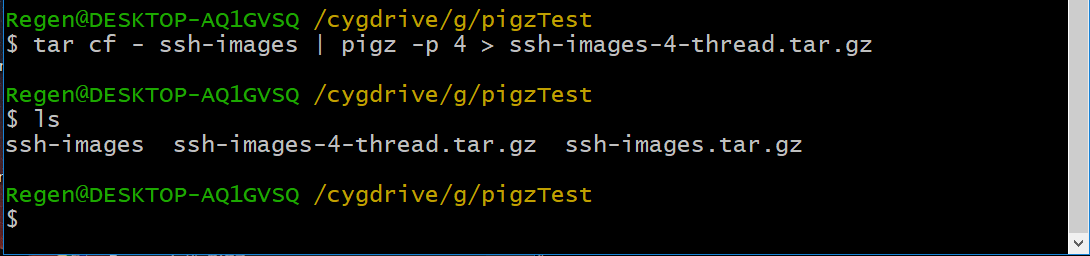 Regen@DESKTOP-AQ1GVSQ /cygdrive/g/pigzTest
$ tar cf - ssh-images | pigz -p 4 > ssh-images-4-thread.tar.gz
Regen@DESKTOP-AQ1GVSQ /cygdrive/g/pigzTest
$ ls
ssh-images  ssh-images-4-thread.tar.gz  ssh-images.tar.gz
Regen@DESKTOP-AQ1GVSQ /cygdrive/g/pigzTest
$